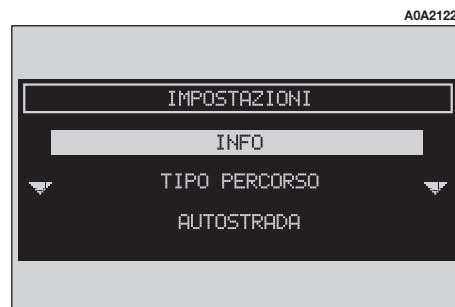 A0A2122
IMPOSTAZIONI
INFO
TIPO PERCORSO
AUTOSTRADA